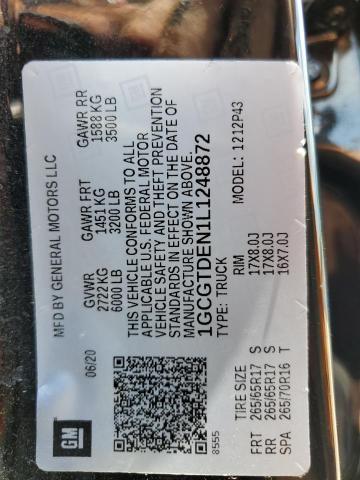 MFD BY GENERAL MOTORS LLC
06/20
GVWR GAWR FRT GAWR RR
2722 KG 1451 KG 1588 KG
6000 LB 3200 LB 3500 LB
THIS VEHICLE CONFORMS TO ALL
APPLICABLE U.S. FEDERAL MOTOR
VEHICLE SAFETY AND THEFT PREVENTION
STANDARDS IN EFFECT ON THE DATE OF
MANUFACTURE SHOWN ABOVE.
1GCGTDEN1L1248872
TYPE: TRUCK MODEL: 1212P43
GM
8555
TIRE SIZE RIM
FRT 265/65R17 S 17X8.0J
RR 265/65R17 S 17X8.0J
SPA 265/70R16 T 16X7.0J